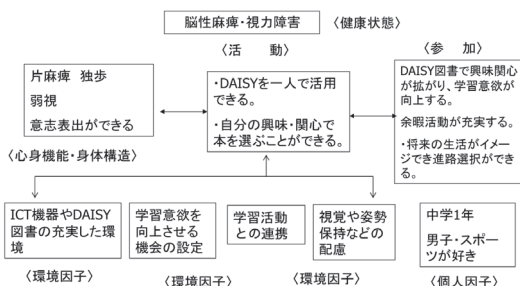 脳性麻痺・視力障害
〈健康状態〉
〈活　動〉
〈参　加〉
片麻痺　独歩
弱視
意志表出ができる
〈心身機能・身体構造〉
・DAISYを一人で活用
できる。
・自分の興味・関心で
本を選ぶことができる。
DAISY図書で興味関心
が拡がり、学習意欲が
向上する。
余暇活動が充実する。
・将来の生活がイメー
ジでき進路選択ができ
る。
ICT機器やDAISY
図書の充実した環
境
〈環境因子〉
学習意欲を
向上させる
機会の設定
〈環境因子〉
学習活動
との連携
視覚や姿勢
保持などの
配慮
〈環境因子〉
中学1年
男子・スポー
ツが好き
〈個人因子〉